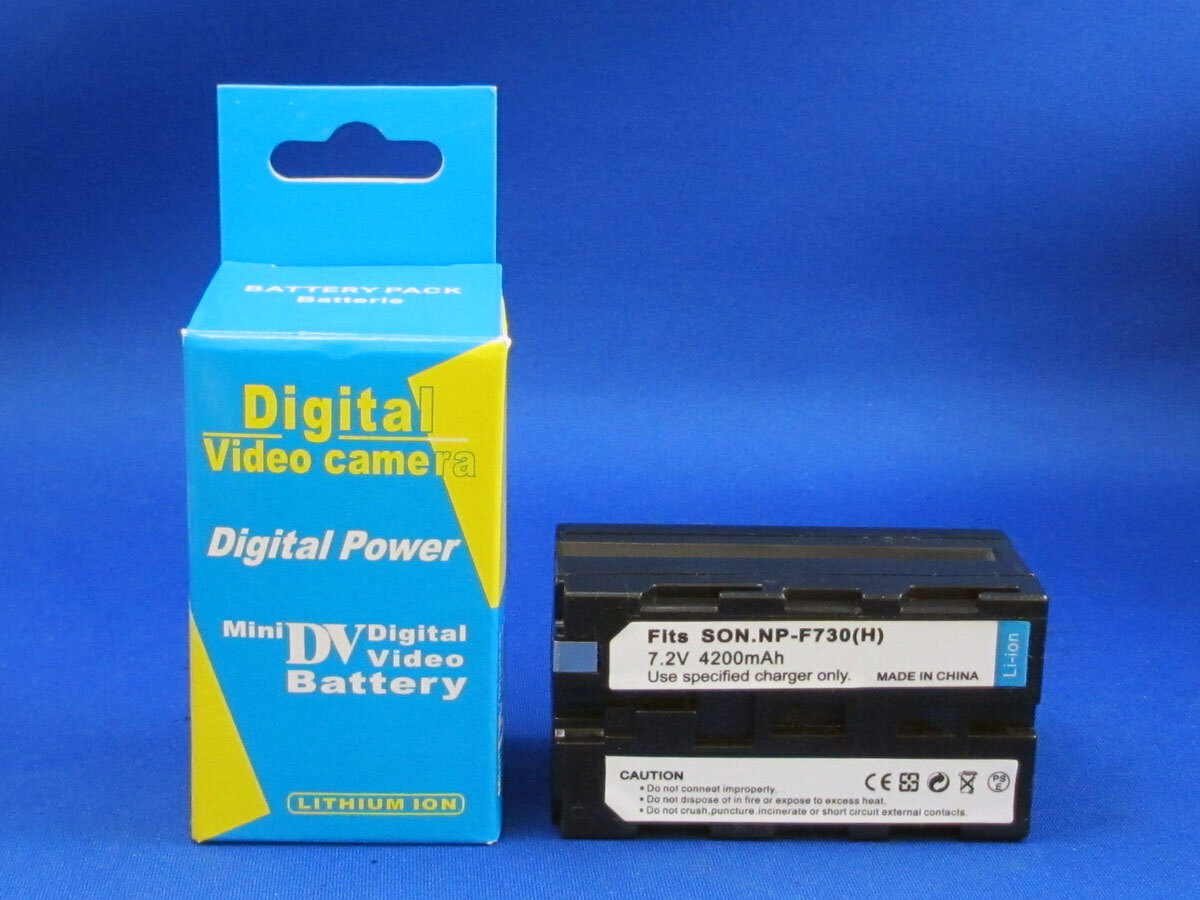 BATTERY PACK
Batterie
Digital
Video camera
Digital Power
Mini DV Digital
Video
Battery
LITHIUM ION
Fits SON.NP-F730(H)
7.2V 4200mAh
Use specified charger only. MADE IN CHINA
Li-ion
CAUTION
• Do not connect improperly.
• Do not dispose of in fire or expose to excess heat.
• Do not crush,puncture.incinerate or short circuit external contacts.
CE
PS
E